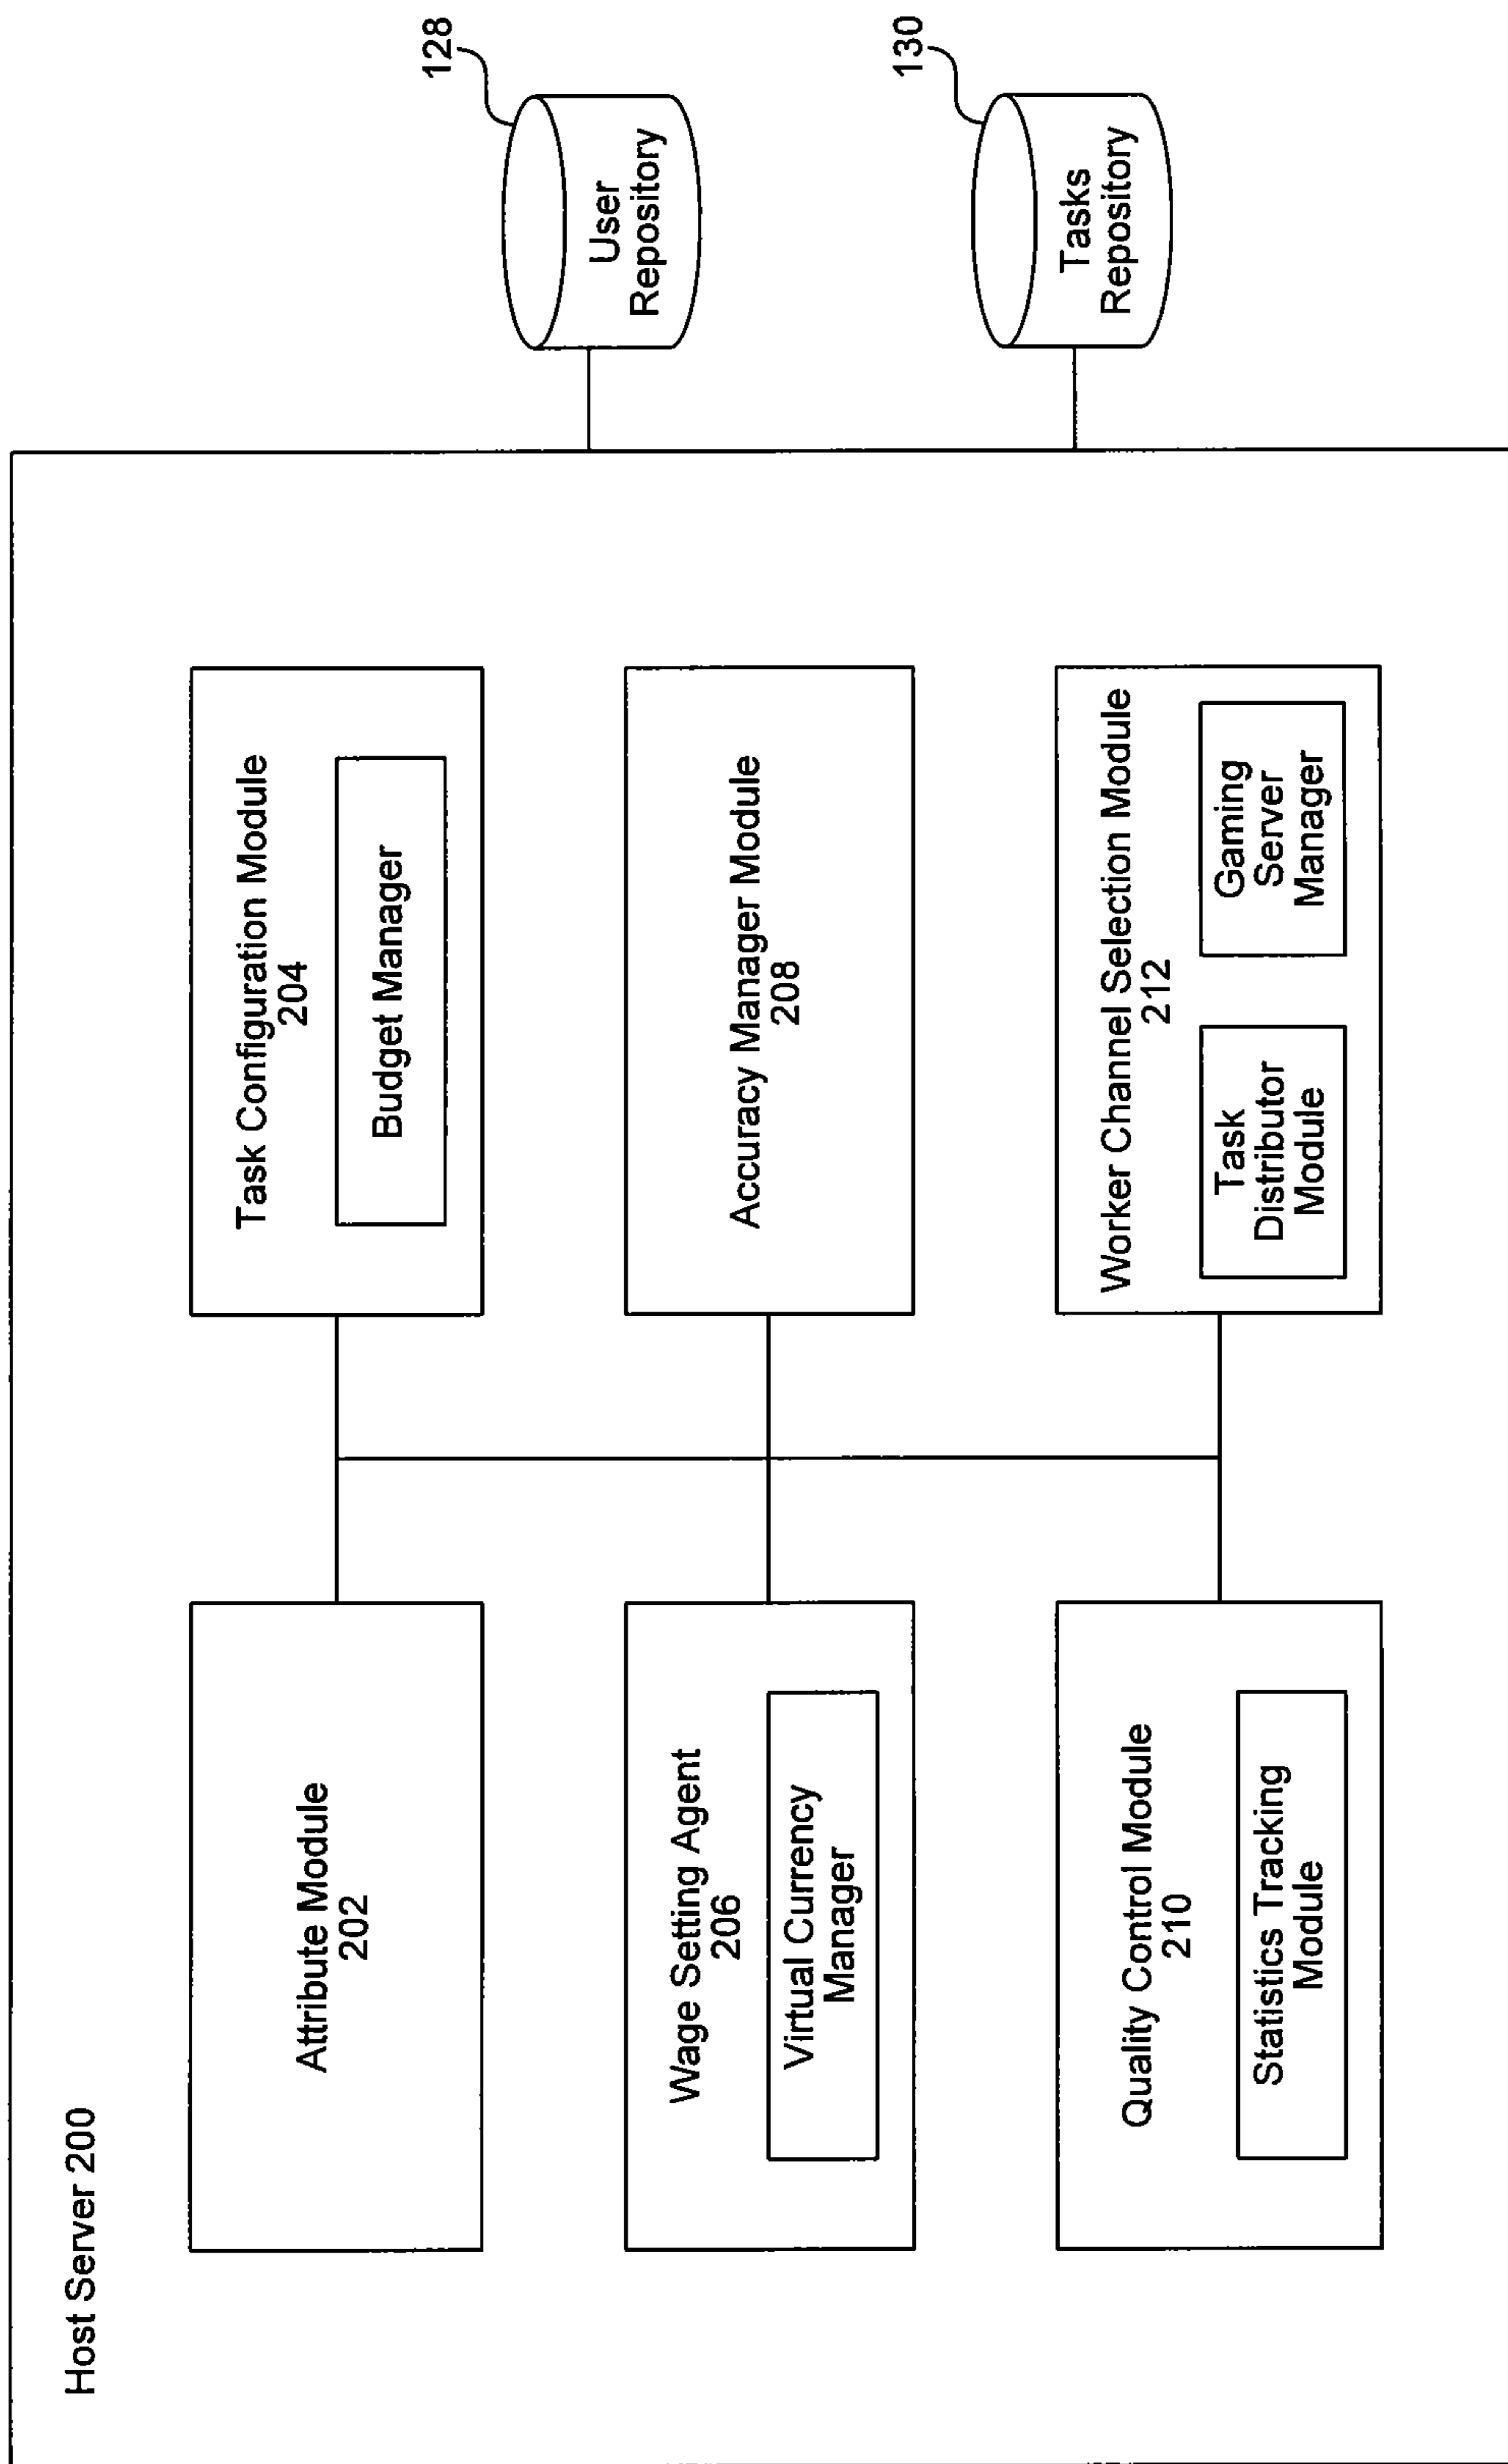 Host Server 200
Attribute Module
202
Task Configuration Module
204
Budget Manager
Wage Setting Agent
206
Virtual Currency
Manager
Accuracy Manager Module
208
Quality Control Module
210
Statistics Tracking
Module
Worker Channel Selection Module
212
Task
Distributor
Module
Gaming
Server
Manager
128
User
Repository
130
Tasks
Repository